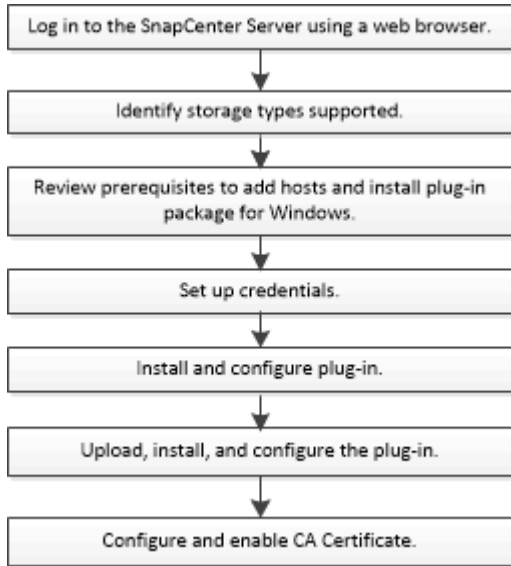 Log in to the SnapCenter Server using a web browser.
Identify storage types supported.
Review prerequisites to add hosts and install plug-in
package for Windows.
Set up credentials.
Install and configure plug-in.
Upload, install, and configure the plug-in.
Configure and enable CA Certificate.